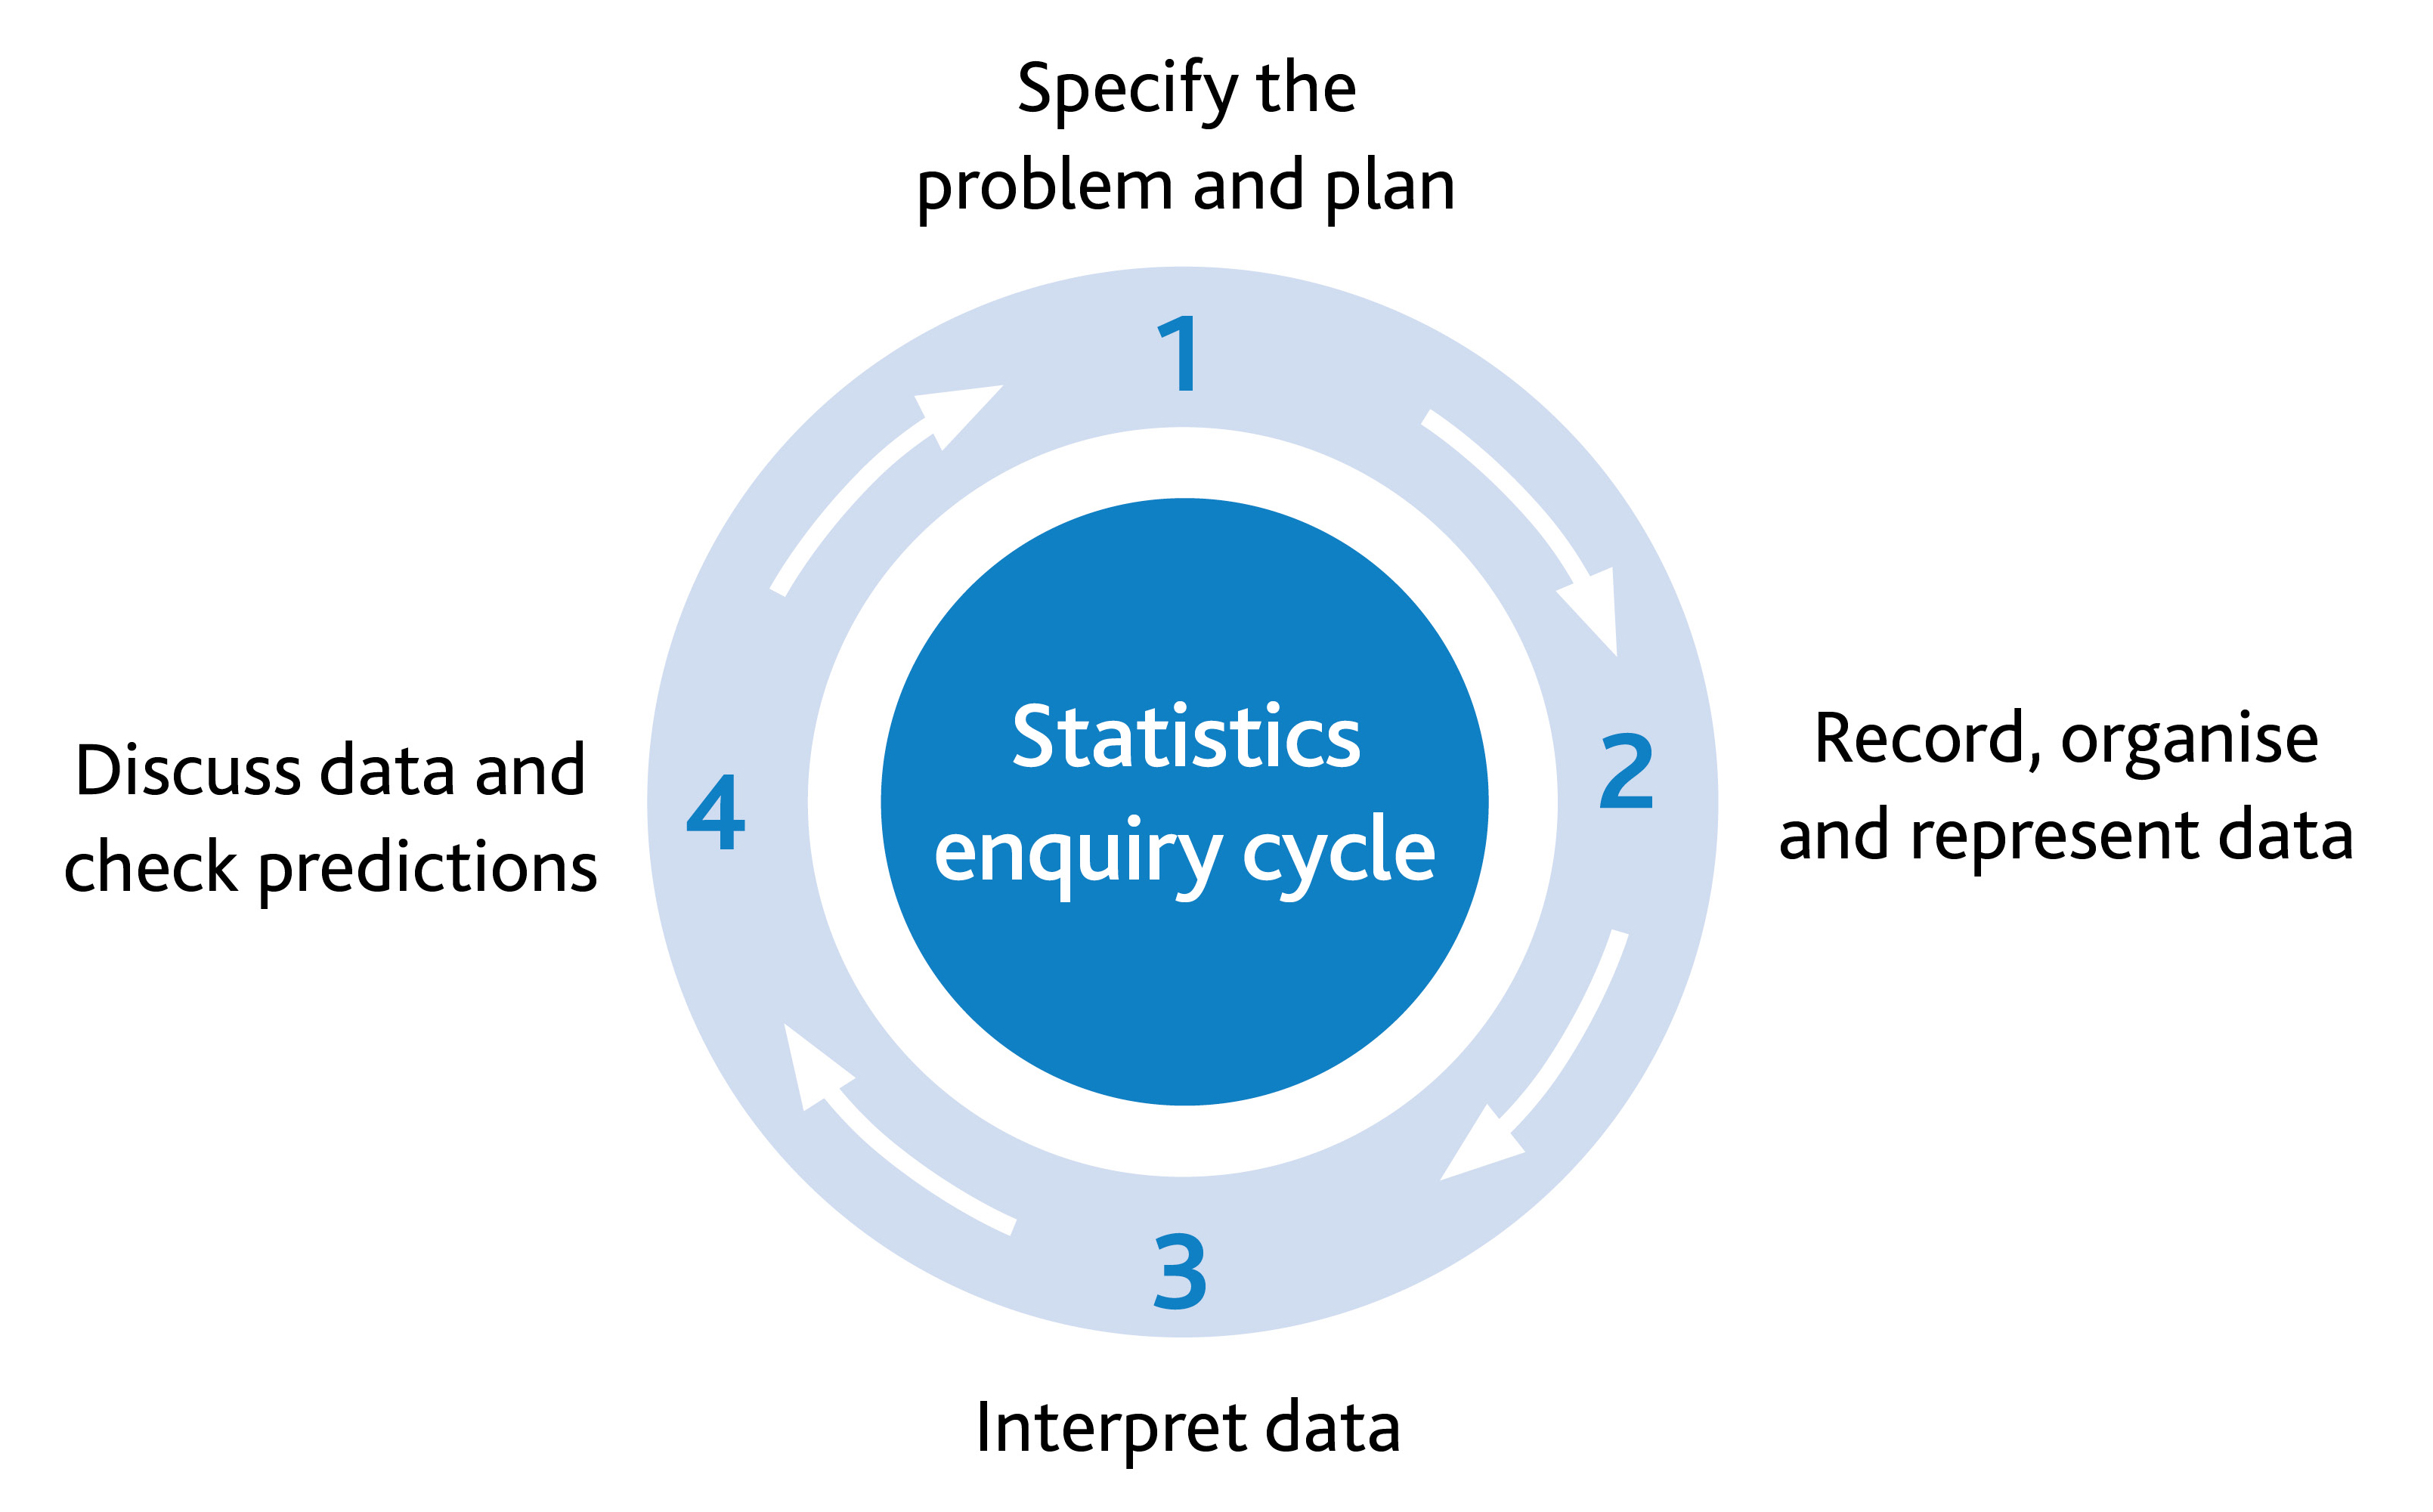 Specify the
problem and plan
1
2
Record, organise
and represent data
3
Interpret data
4
Discuss data and
check predictions
Statistics
enquiry cycle